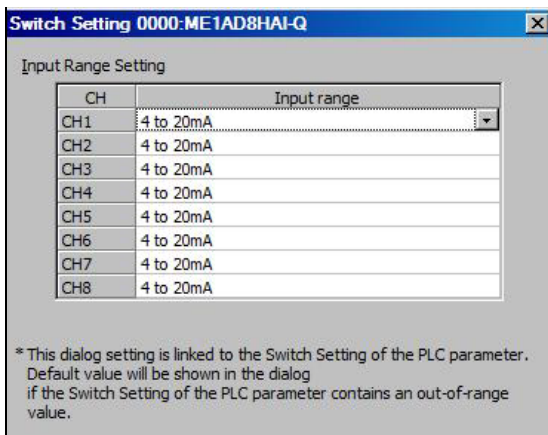 Switch Setting 0000:ME1AD8HAI-Q
Input Range Setting
CH Input range
CH1 4 to 20mA
CH2 4 to 20mA
CH3 4 to 20mA
CH4 4 to 20mA
CH5 4 to 20mA
CH6 4 to 20mA
CH7 4 to 20mA
CH8 4 to 20mA
* This dialog setting is linked to the Switch Setting of the PLC parameter.
Default value will be shown in the dialog
if the Switch Setting of the PLC parameter contains an out-of-range
value.